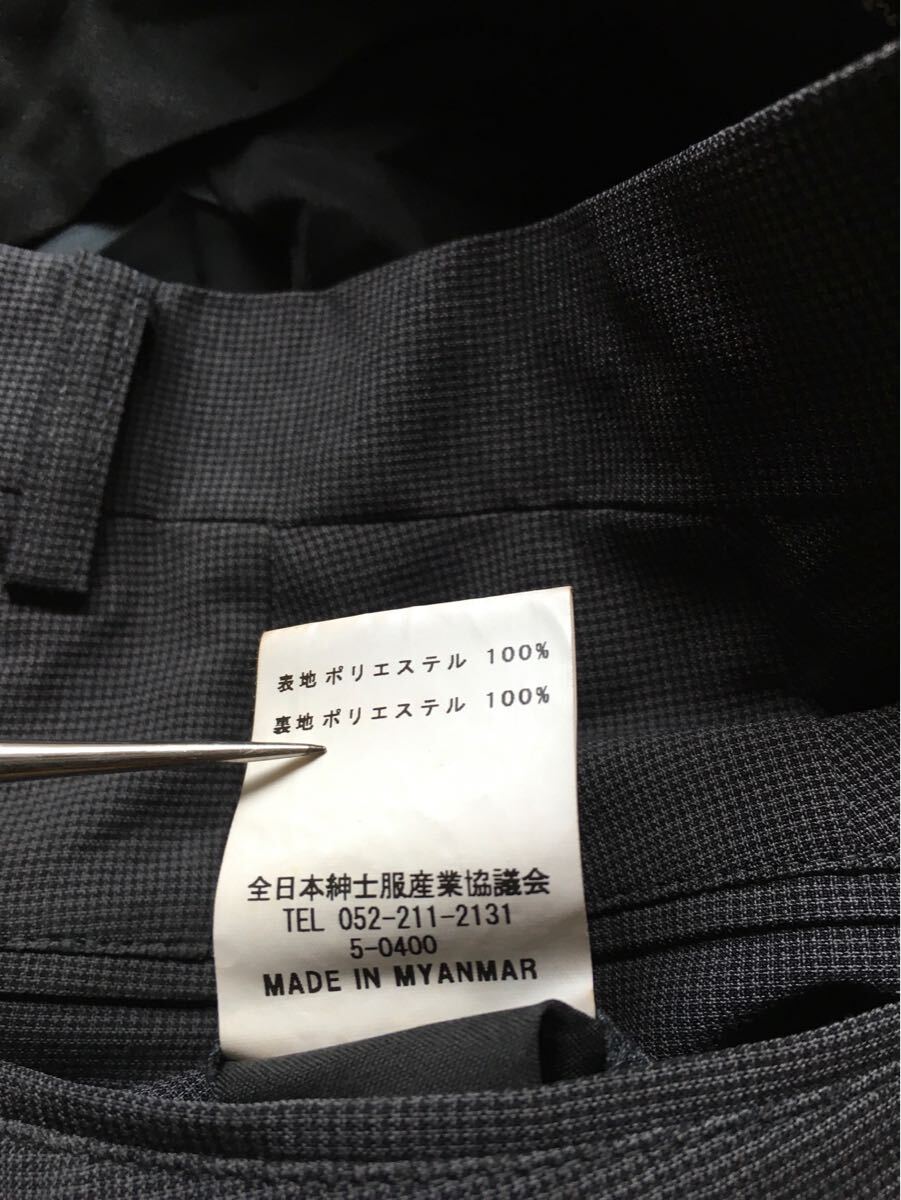 表地ポリエステル 100%
裏地ポリエステル 100%
全日本紳士服産業協議会
TEL 052-211-2131
5-0400
MADE IN MYANMAR